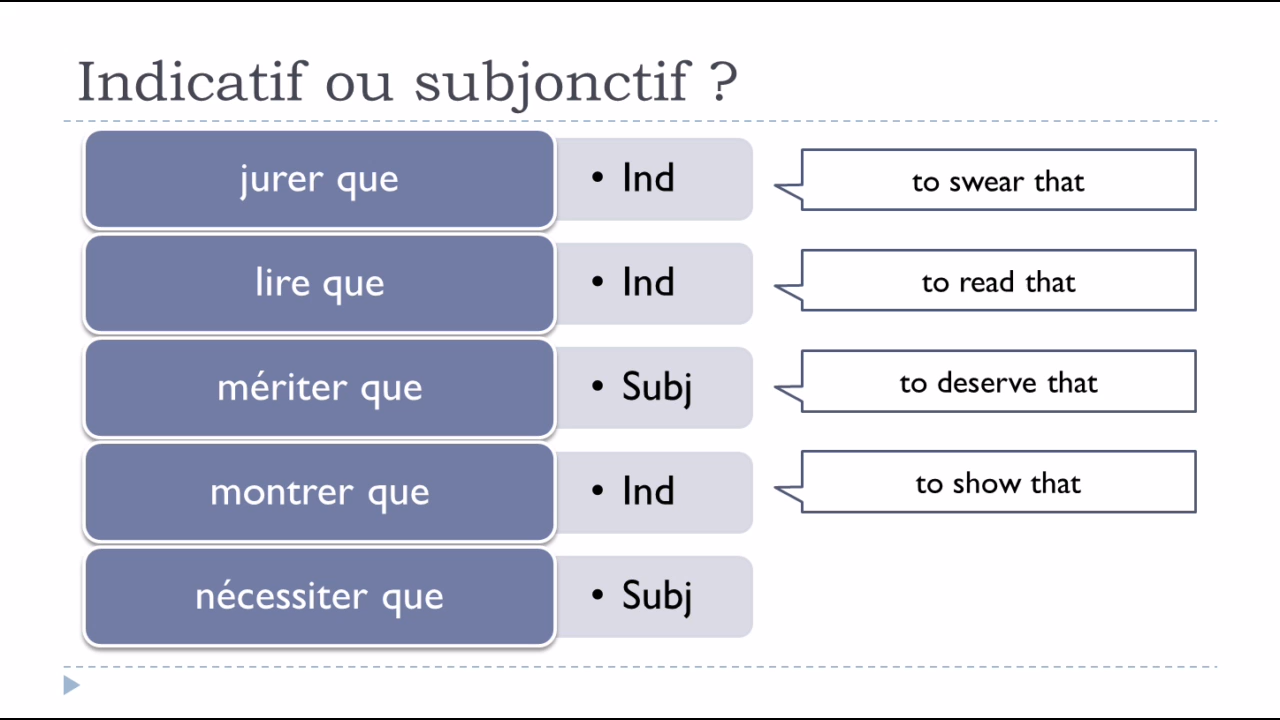 Indicatif ou subjonctif ?
jurer que
• Ind
to swear that
lire que
• Ind
to read that
mériter que
• Subj
to deserve that
montrer que
• Ind
to show that
nécessiter que
• Subj